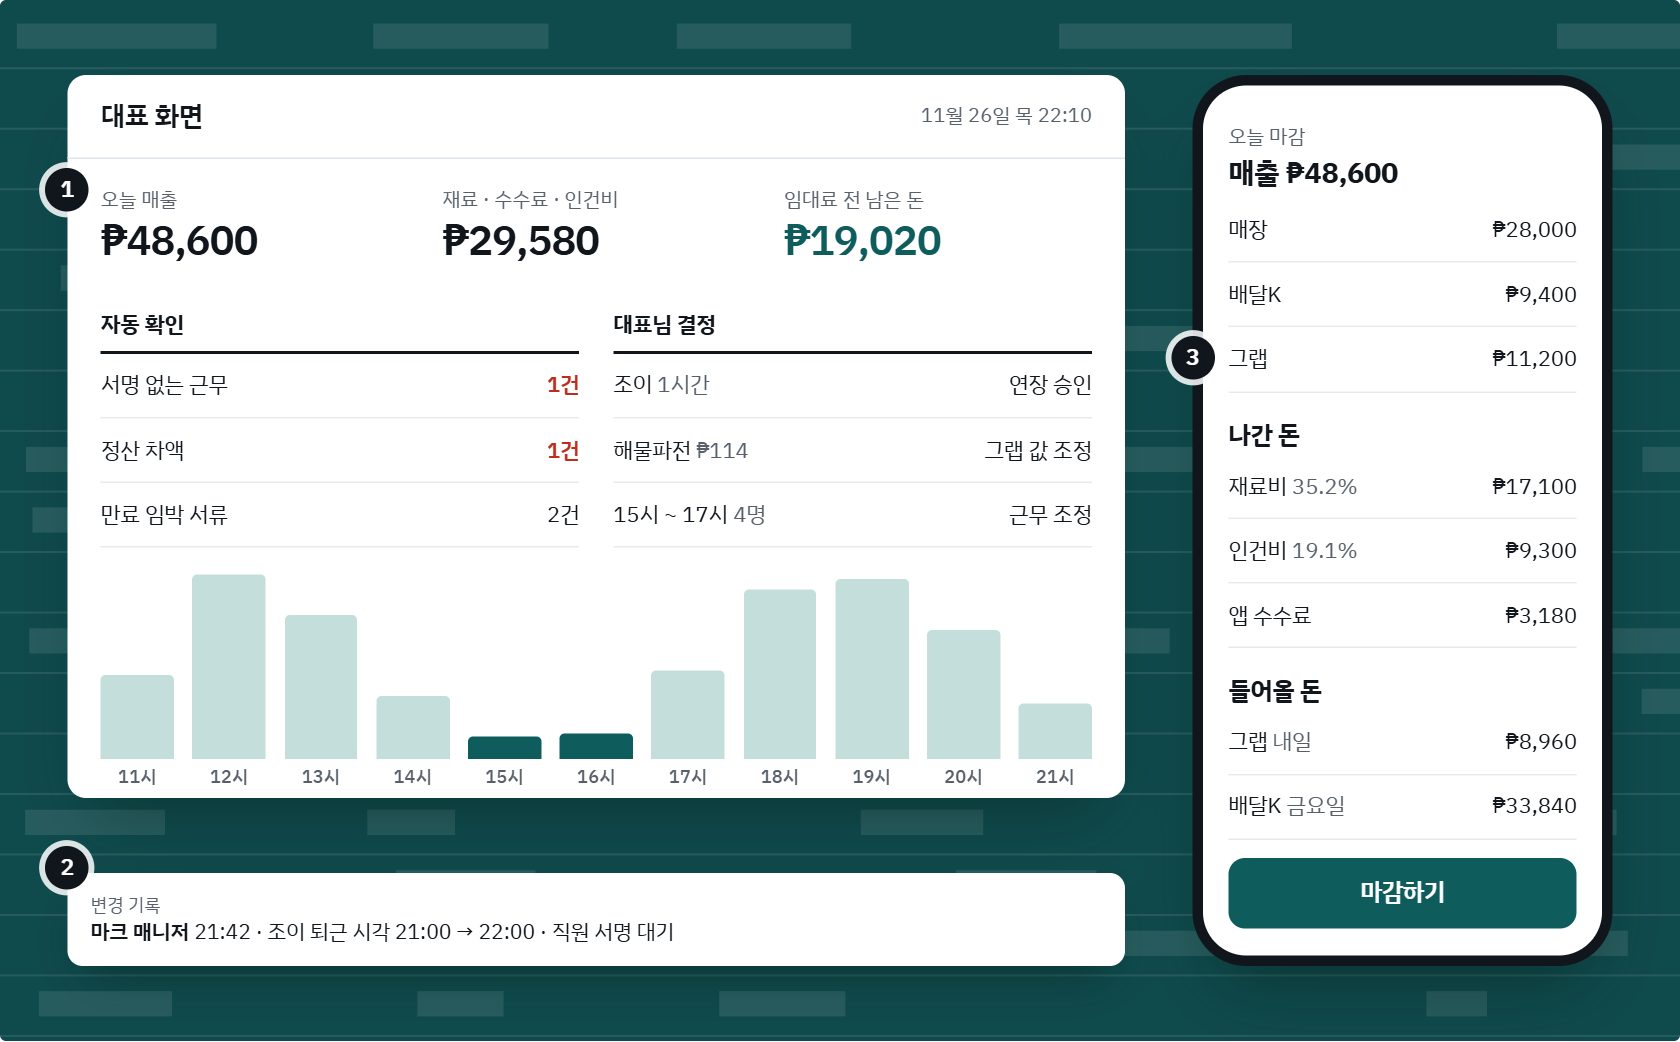 대표 화면
11월 26일 목 22:10
1
오늘 매출
₱48,600
재료 · 수수료 · 인건비
₱29,580
임대료 전 남은 돈
₱19,020
자동 확인
서명 없는 근무 1건
정산 차액 1건
만료 임박 서류 2건
대표님 결정
조이 1시간 연장 승인
해물파전 ₱114 그랩 값 조정
15시 ~ 17시 4명 근무 조정
11시 12시 13시 14시 15시 16시 17시 18시 19시 20시 21시
2
변경 기록
마크 매니저 21:42 · 조이 퇴근 시각 21:00 → 22:00 · 직원 서명 대기
3
오늘 마감
매출 ₱48,600
매장 ₱28,000
배달K ₱9,400
그랩 ₱11,200
나간 돈
재료비 35.2% ₱17,100
인건비 19.1% ₱9,300
앱 수수료 ₱3,180
들어올 돈
그랩 내일 ₱8,960
배달K 금요일 ₱33,840
마감하기